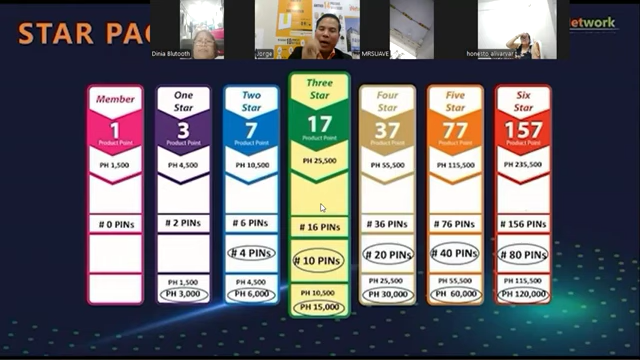 STAR PAC
etwork
Dinia Blutooth
Jorge
MRSUAVE
honesto alivaryar
Member
1
Product Point
PH 1,500
# 0 PINs
One
Star
3
Product Point
PH 4,500
# 2 PINs
PH 1,500
PH 3,000
Two
Star
7
Product Point
PH 10,500
# 6 PINs
# 4 PINs
PH 4,500
PH 6,000
Three
Star
17
Product Point
PH 25,500
# 16 PINs
# 10 PINs
PH 10,500
PH 15,000
Four
Star
37
Product Point
PH 55,500
# 36 PINs
# 20 PINs
PH 25,500
PH 30,000
Five
Star
77
Product Point
PH 115,500
# 76 PINs
# 40 PINs
PH 55,500
PH 60,000
Six
Star
157
Product Point
PH 235,500
# 156 PINs
# 80 PINs
PH 115,500
PH 120,000